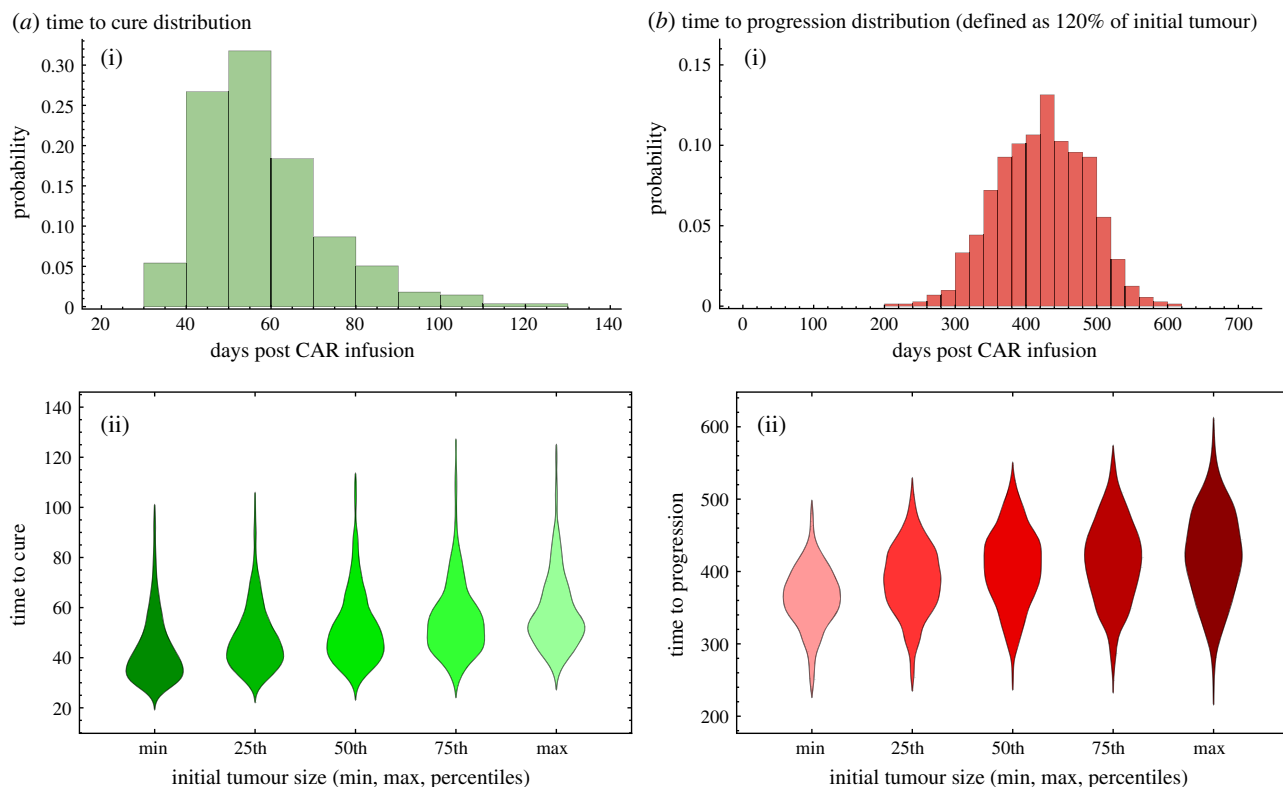 (a) time to cure distribution
(i)
0.30
0.25
0.20
0.15
0.10
0.05
0
probability
20 40 60 80 100 120 140
days post CAR infusion
(b) time to progression distribution (defined as 120% of initial tumour)
(i)
0.15
0.10
0.05
0
probability
0 100 200 300 400 500 600 700
days post CAR infusion
(ii)
140
120
100
80
60
40
20
time to cure
min 25th 50th 75th max
initial tumour size (min, max, percentiles)
(ii)
600
500
400
300
200
time to progression
min 25th 50th 75th max
initial tumour size (min, max, percentiles)